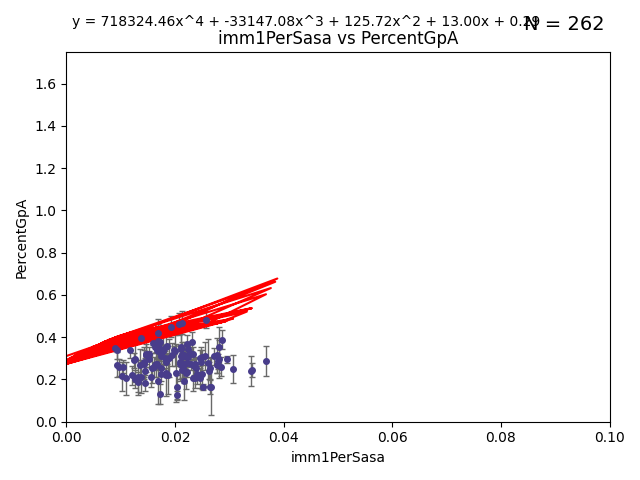 y = 718324.46x^4 + -33147.08x^3 + 125.72x^2 + 13.00x + 0.29
N = 262
imm1PerSasa vs PercentGpA
1.6
1.4
1.2
1.0
0.8
0.6
0.4
0.2
0.0
PercentGpA
0.00 0.02 0.04 0.06 0.08 0.10
imm1PerSasa